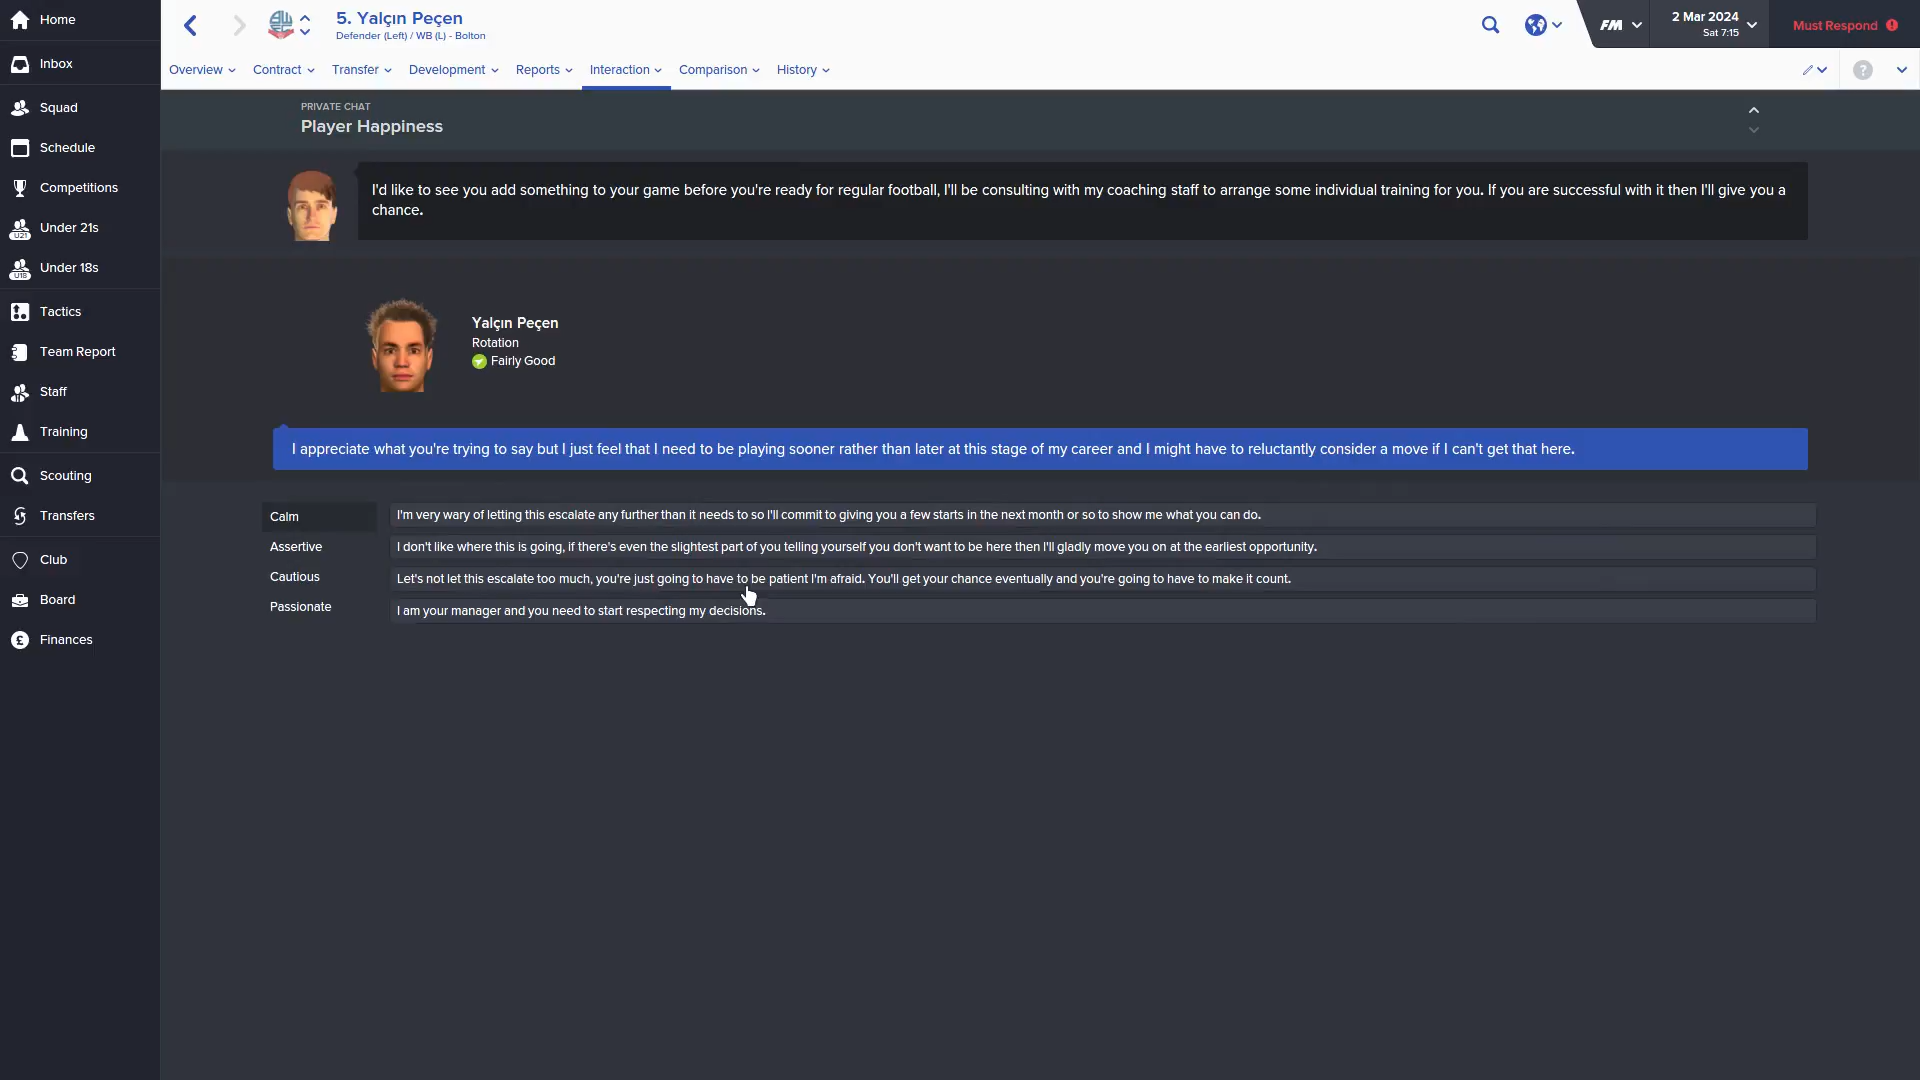 Home
Inbox
Squad
Schedule
Competitions
Under 21s
Under 18s
Tactics
Team Report
Staff
Training
Scouting
Transfers
Club
Board
Finances
5. Yalçın Peçen
Defender (Left) / WB (L) - Bolton
FM
2 Mar 2024
Sat 7:15
Must Respond
Overview
Contract
Transfer
Development
Reports
Interaction
Comparison
History
?
PRIVATE CHAT
Player Happiness
I'd like to see you add something to your game before you're ready for regular football, I'll be consulting with my coaching staff to arrange some individual training for you. If you are successful with it then I'll give you a
chance.
Yalçın Peçen
Rotation
Fairly Good
I appreciate what you're trying to say but I just feel that I need to be playing sooner rather than later at this stage of my career and I might have to reluctantly consider a move if I can't get that here.
Calm
Assertive
Cautious
Passionate
I'm very wary of letting this escalate any further than it needs to so I'll commit to giving you a few starts in the next month or so to show me what you can do.
I don't like where this is going, if there's even the slightest part of you telling yourself you don't want to be here then I'll gladly move you on at the earliest opportunity.
Let's not let this escalate too much, you're just going to have to be patient I'm afraid. You'll get your chance eventually and you're going to have to make it count.
I am your manager and you need to start respecting my decisions.